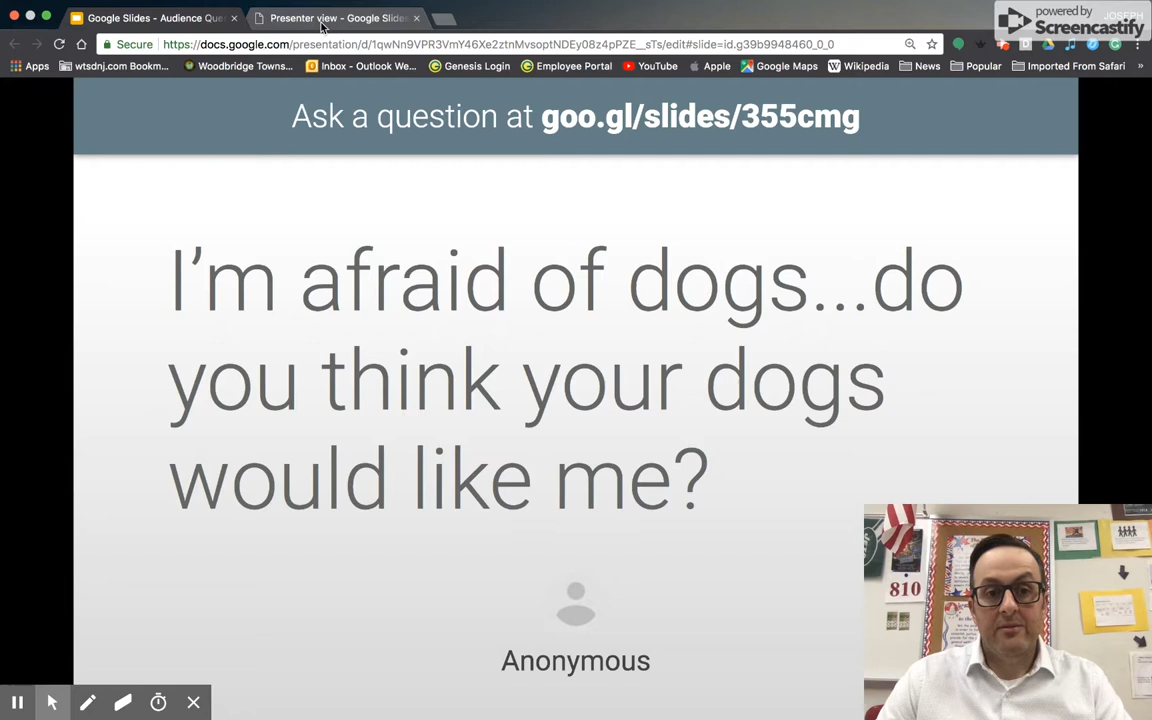 Google Slides - Audience Que
Presenter view - Google Slides
powered by
Screencastify
Secure
https://docs.google.com/presentation/d/1qwNn9VPR3VmY46Xe2ztnMvsoptNDEy08z4pPZE__sTs/edit#slide=id.g39b9948460_0_0
Apps
wtsdnj.com Bookm...
Woodbridge Towns...
Inbox - Outlook We...
Genesis Login
Employee Portal
YouTube
Apple
Google Maps
Wikipedia
News
Popular
Imported From Safari
»
Ask a question at goo.gl/slides/355cmg
I'm afraid of dogs...do
you think your dogs
would like me?
Anonymous
810